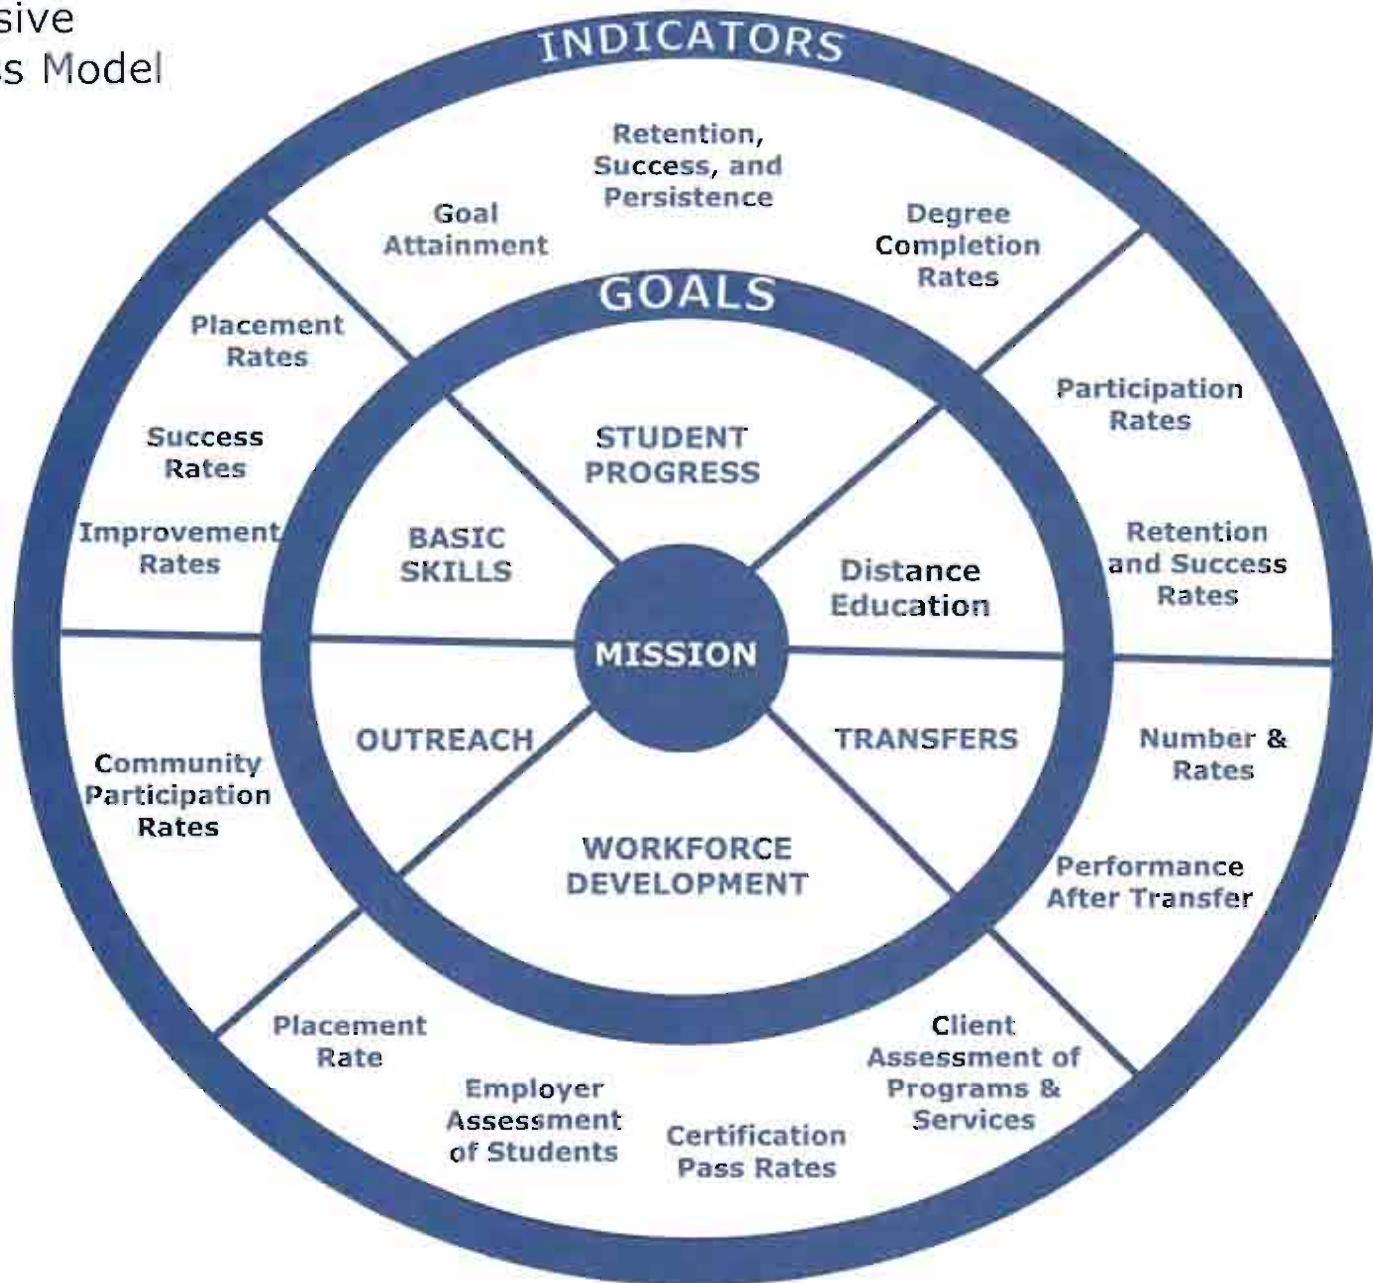 sive
s Model
INDICATORS
Retention,
Success, and
Persistence
Goal
Attainment
Degree
Completion
Rates
GOALS
Placement
Rates
Success
Rates
Improvement
Rates
Participation
Rates
Retention
and Success
Rates
STUDENT
PROGRESS
BASIC
SKILLS
Distance
Education
MISSION
OUTREACH
TRANSFERS
WORKFORCE
DEVELOPMENT
Community
Participation
Rates
Number &
Rates
Performance
After Transfer
Placement
Rate
Employer
Assessment
of Students
Certification
Pass Rates
Client
Assessment of
Programs &
Services